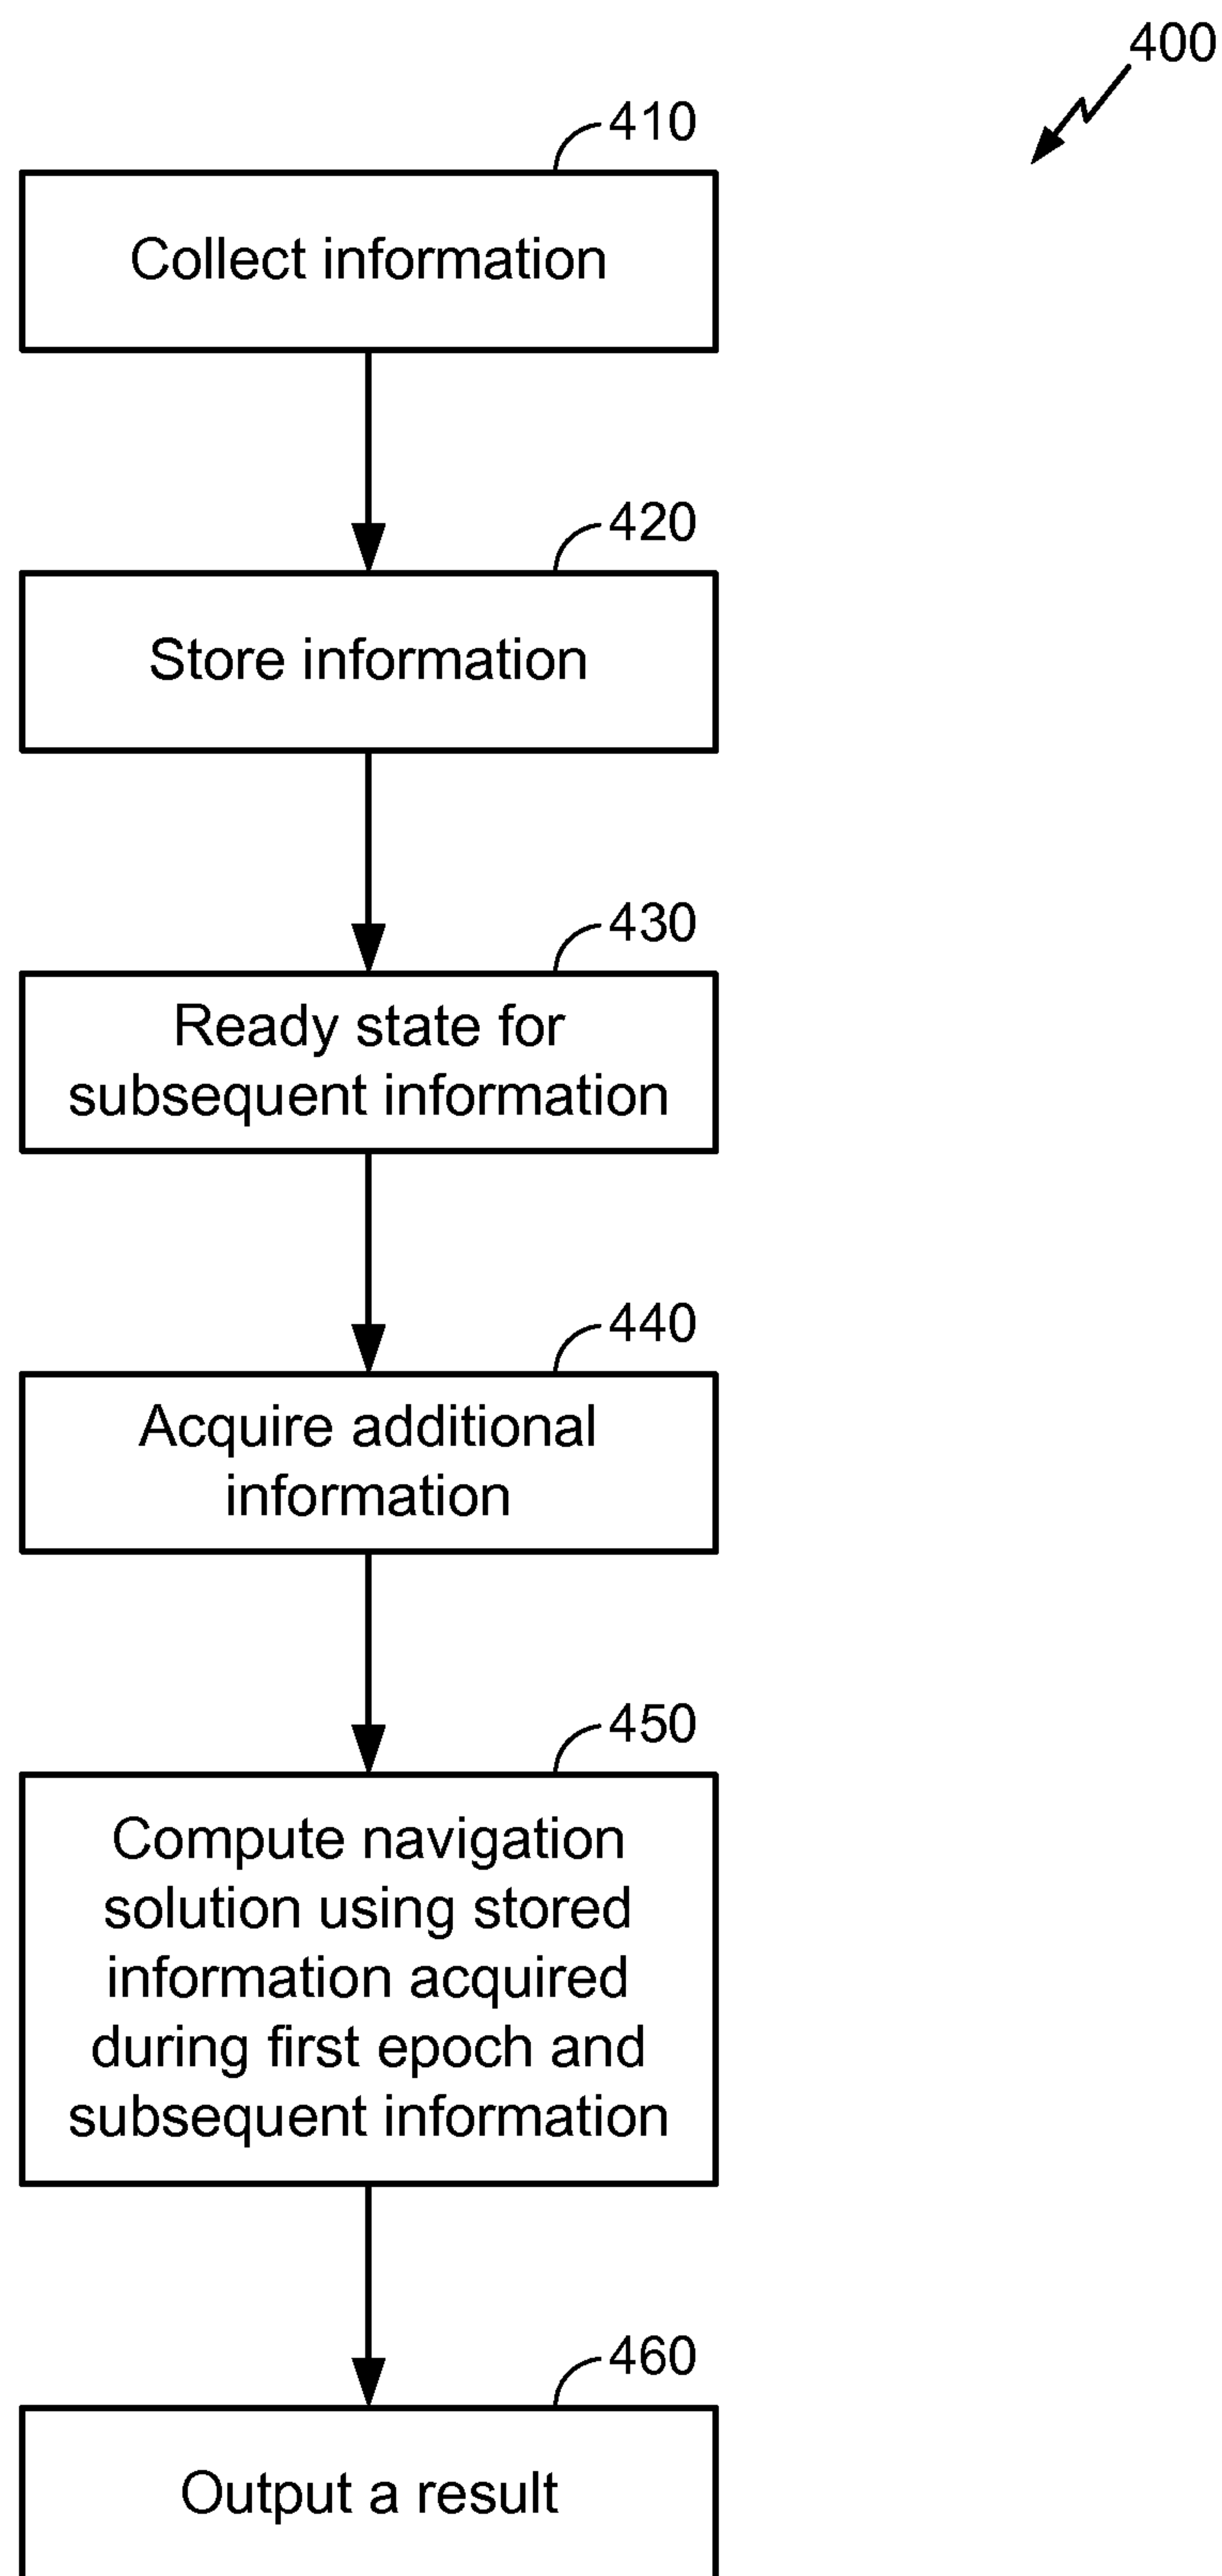 400
410
Collect information
420
Store information
430
Ready state for
subsequent information
440
Acquire additional
information
450
Compute navigation
solution using stored
information acquired
during first epoch and
subsequent information
460
Output a result